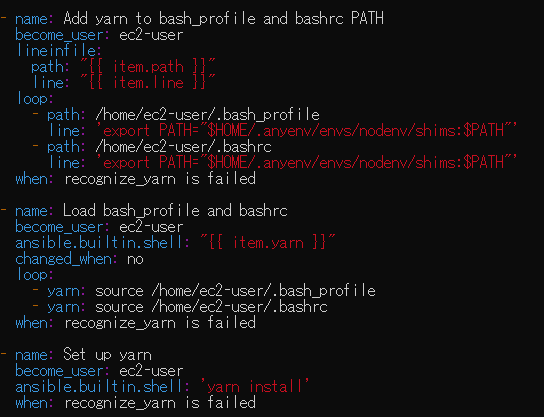 - name: Add yarn to bash_profile and bashrc PATH
  become_user: ec2-user
  lineinfile:
    path: "{{ item.path }}"
    line: "{{ item.line }}"
  loop:
    - path: /home/ec2-user/.bash_profile
      line: 'export PATH="$HOME/.anyenv/envs/nodenv/shims:$PATH"'
    - path: /home/ec2-user/.bashrc
      line: 'export PATH="$HOME/.anyenv/envs/nodenv/shims:$PATH"'
  when: recognize_yarn is failed

- name: Load bash_profile and bashrc
  become_user: ec2-user
  ansible.builtin.shell: "{{ item.yarn }}"
  changed_when: no
  loop:
    - yarn: source /home/ec2-user/.bash_profile
    - yarn: source /home/ec2-user/.bashrc
  when: recognize_yarn is failed

- name: Set up yarn
  become_user: ec2-user
  ansible.builtin.shell: 'yarn install'
  when: recognize_yarn is failed